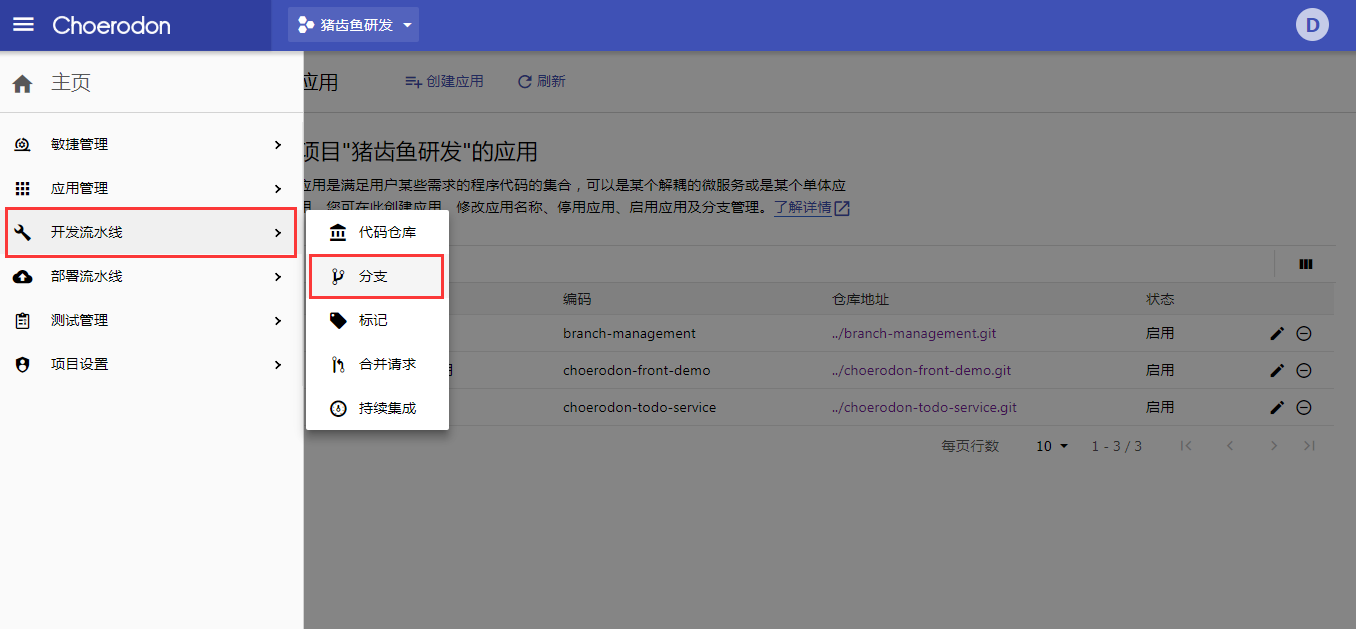 Choerodon
猪齿鱼研发
D
主页
应用
创建应用
刷新
敏捷管理
应用管理
开发流水线
部署流水线
测试管理
项目设置
代码仓库
分支
标记
合并请求
持续集成
项目"猪齿鱼研发"的应用
应用是满足用户某些需求的程序代码的集合，可以是某个解耦的微服务或是某个单体应
用。您可在此创建应用、修改应用名称、停用应用、启用应用及分支管理。了解详情
编码 仓库地址 状态
branch-management ../branch-management.git 启用
choerodon-front-demo ../choerodon-front-demo.git 启用
choerodon-todo-service ../choerodon-todo-service.git 启用
每页行数 10 1 - 3 / 3